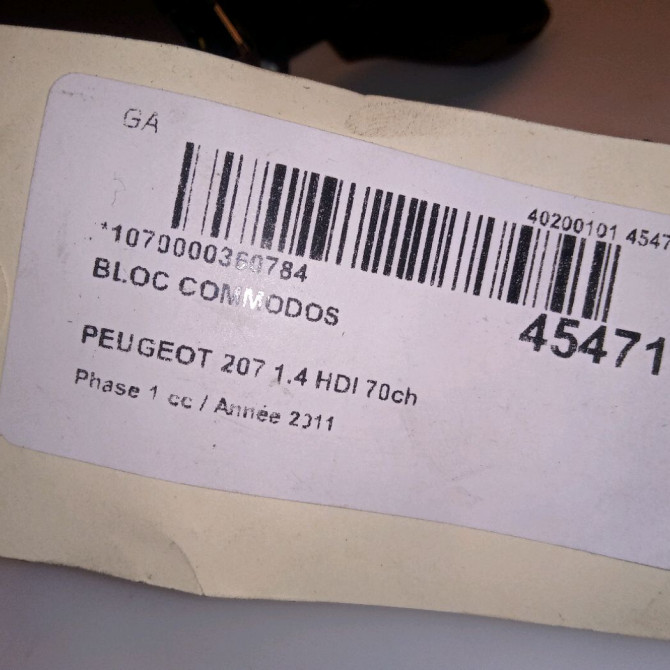 GA
40200101 4547
*1070000360784
BLOC COMMODOS
45471
PEUGEOT 207 1.4 HDI 70ch
Phase 1 cc / Année 2011